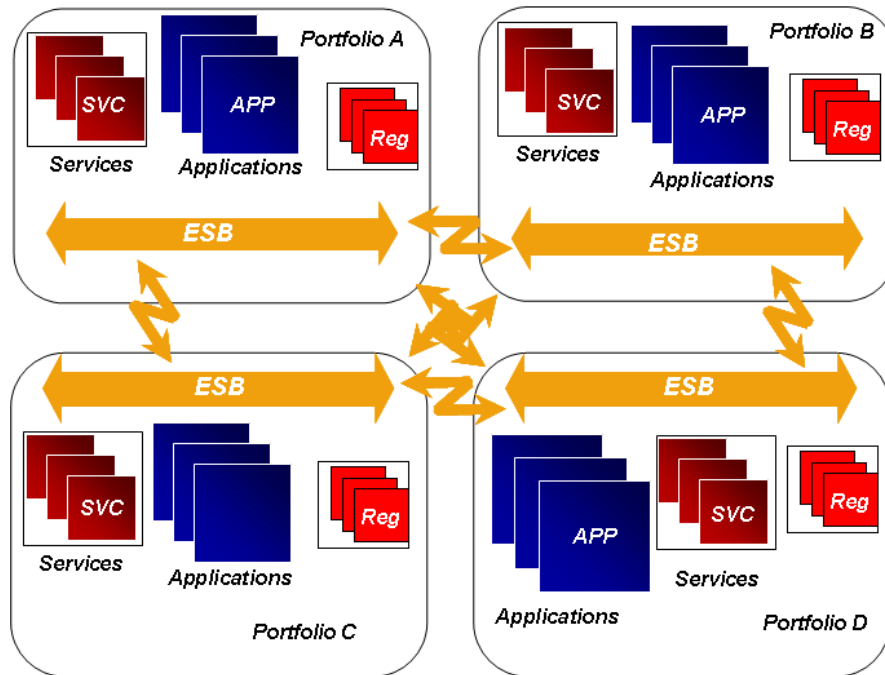 Portfolio A
SVC
APP
Reg
Services
Applications
ESB
Portfolio B
SVC
APP
Reg
Services
Applications
ESB
ESB
SVC
Reg
Services
Applications
Portfolio C
ESB
APP
SVC
Reg
Services
Applications
Portfolio D